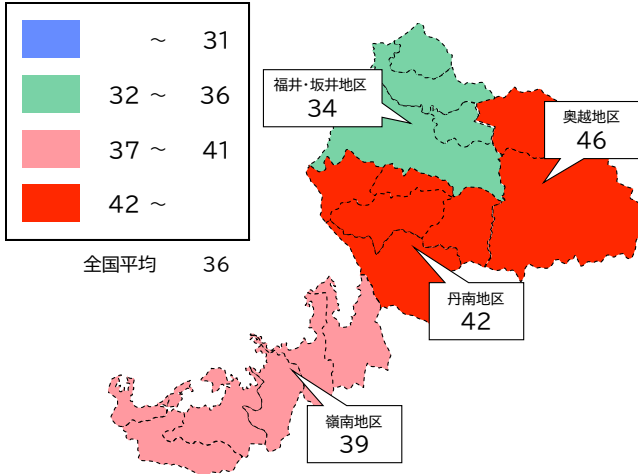 ～ 31
32 ～ 36
37 ～ 41
42 ～
全国平均 36
福井・坂井地区
34
奥越地区
46
丹南地区
42
嶺南地区
39